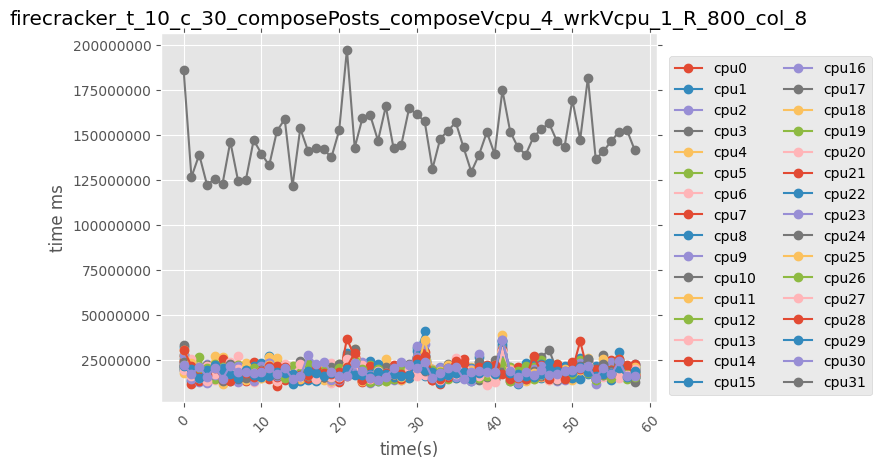 firecracker_t_10_c_30_composePosts_composeVcpu_4_wrkVcpu_1_R_800_col_8
200000000
175000000
150000000
125000000
100000000
75000000
50000000
25000000
time ms
0
10
20
30
40
50
60
time(s)
cpu0
cpu1
cpu2
cpu3
cpu4
cpu5
cpu6
cpu7
cpu8
cpu9
cpu10
cpu11
cpu12
cpu13
cpu14
cpu15
cpu16
cpu17
cpu18
cpu19
cpu20
cpu21
cpu22
cpu23
cpu24
cpu25
cpu26
cpu27
cpu28
cpu29
cpu30
cpu31